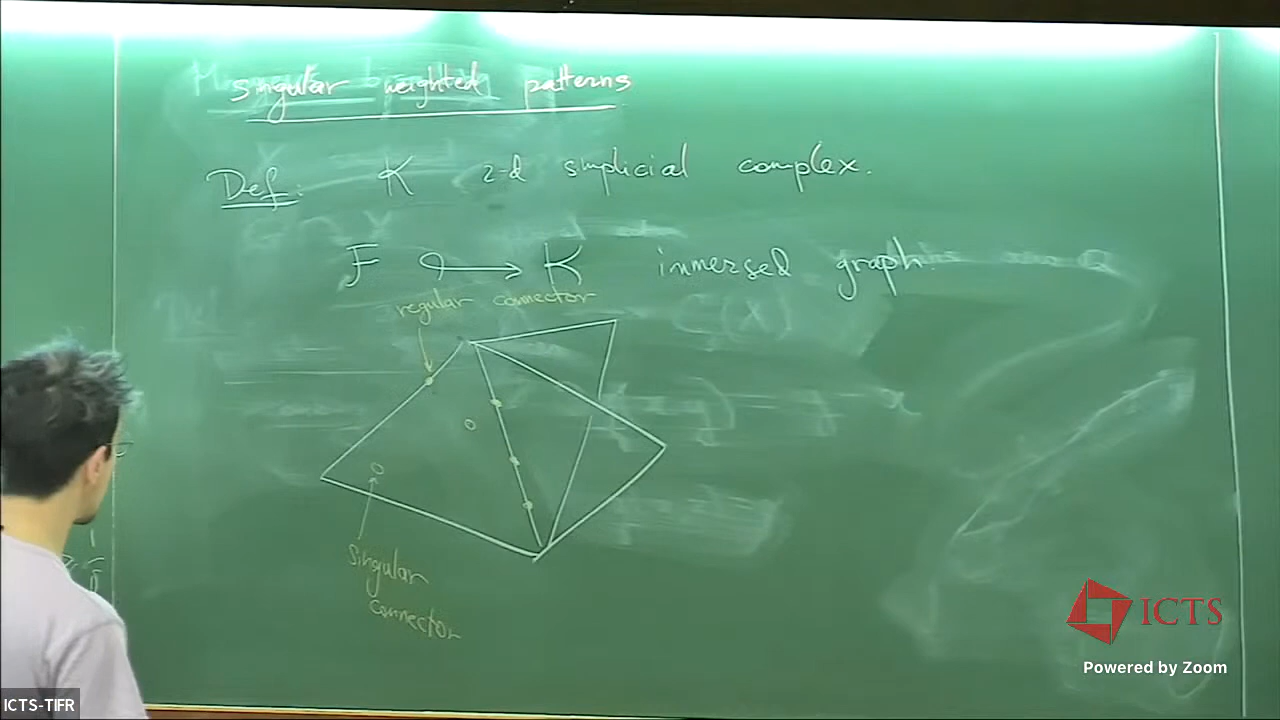 singular weighted patterns
Def: K 2-d simplicial complex.
F ↪ K immersed graph.
regular connector
singular
connector
ICTS
Powered by Zoom
ICTS-TIFR